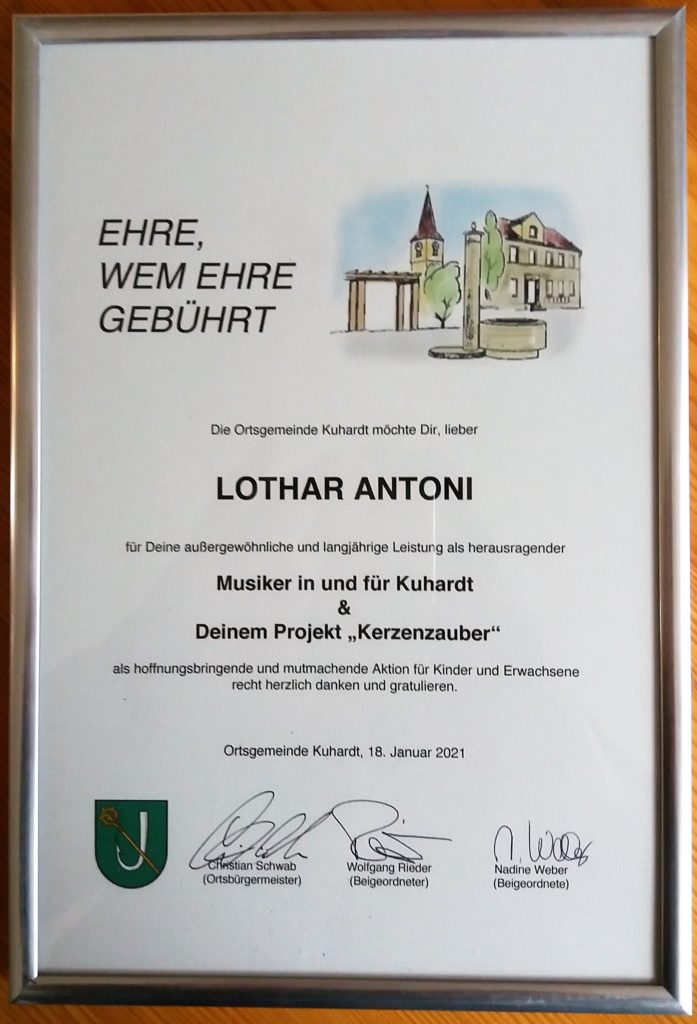 EHRE,
WEM EHRE
GEBÜHRT
Die Ortsgemeinde Kuhardt möchte Dir, lieber
LOTHAR ANTONI
für Deine außergewöhnliche und langjährige Leistung als herausragender
Musiker in und für Kuhardt
&
Deinem Projekt „Kerzenzauber“
als hoffnungsbringende und mutmachende Aktion für Kinder und Erwachsene
recht herzlich danken und gratulieren.
Ortsgemeinde Kuhardt, 18. Januar 2021
Christian Schwab
(Ortsbürgermeister)
Wolfgang Rieder
(Beigeordneter)
N. Weber
Nadine Weber
(Beigeordnete)